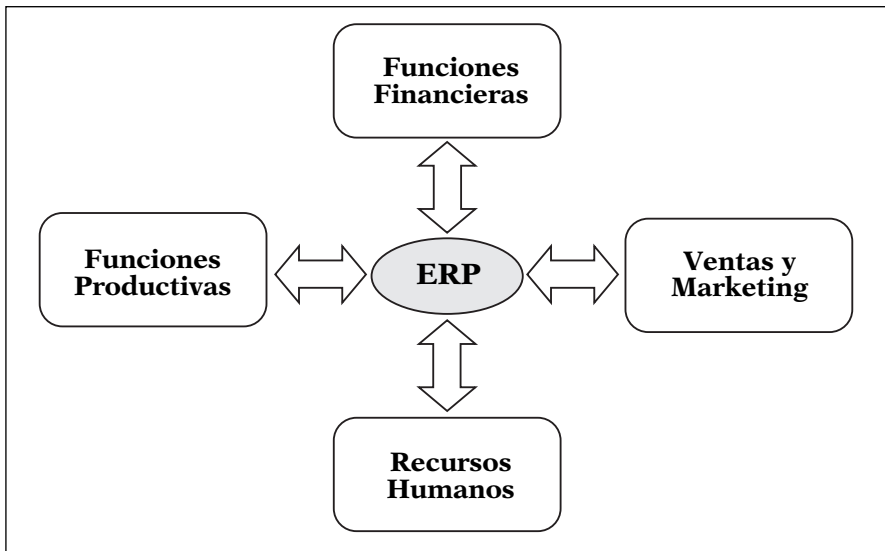 Funciones
Financieras
Funciones
Productivas
ERP
Ventas y
Marketing
Recursos
Humanos